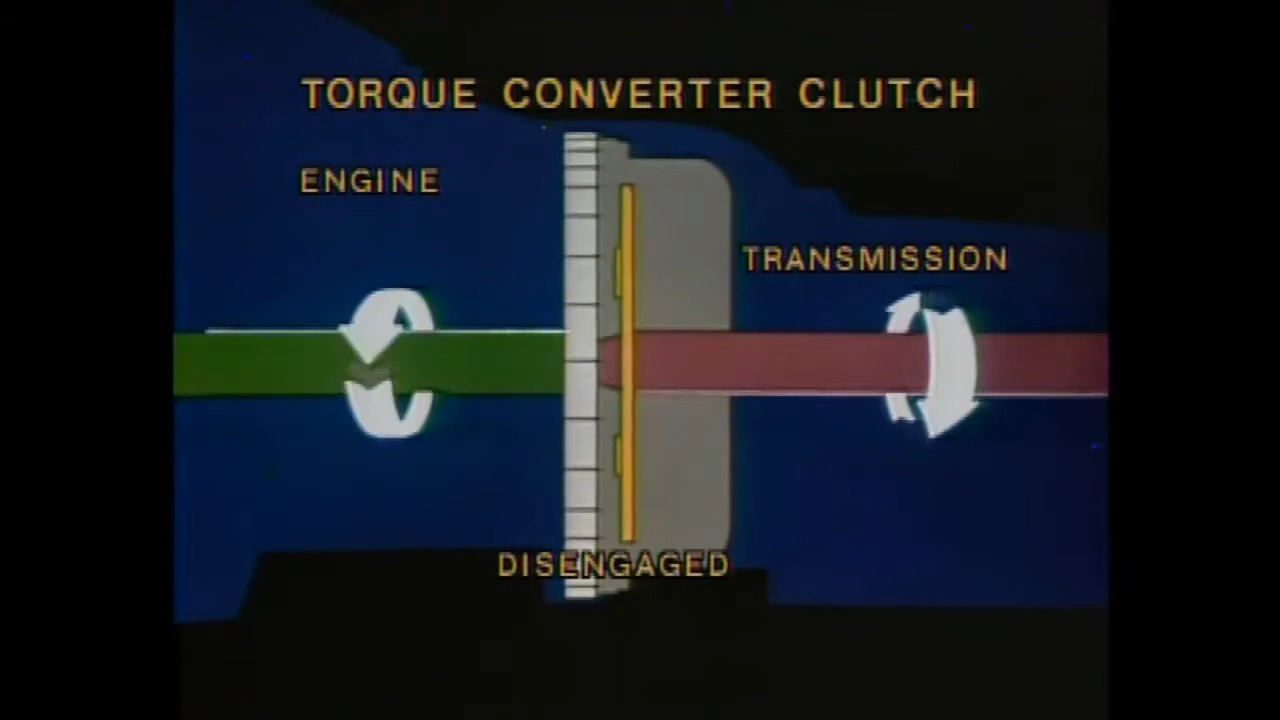 TORQUE CONVERTER CLUTCH
ENGINE
TRANSMISSION
DISENGAGED